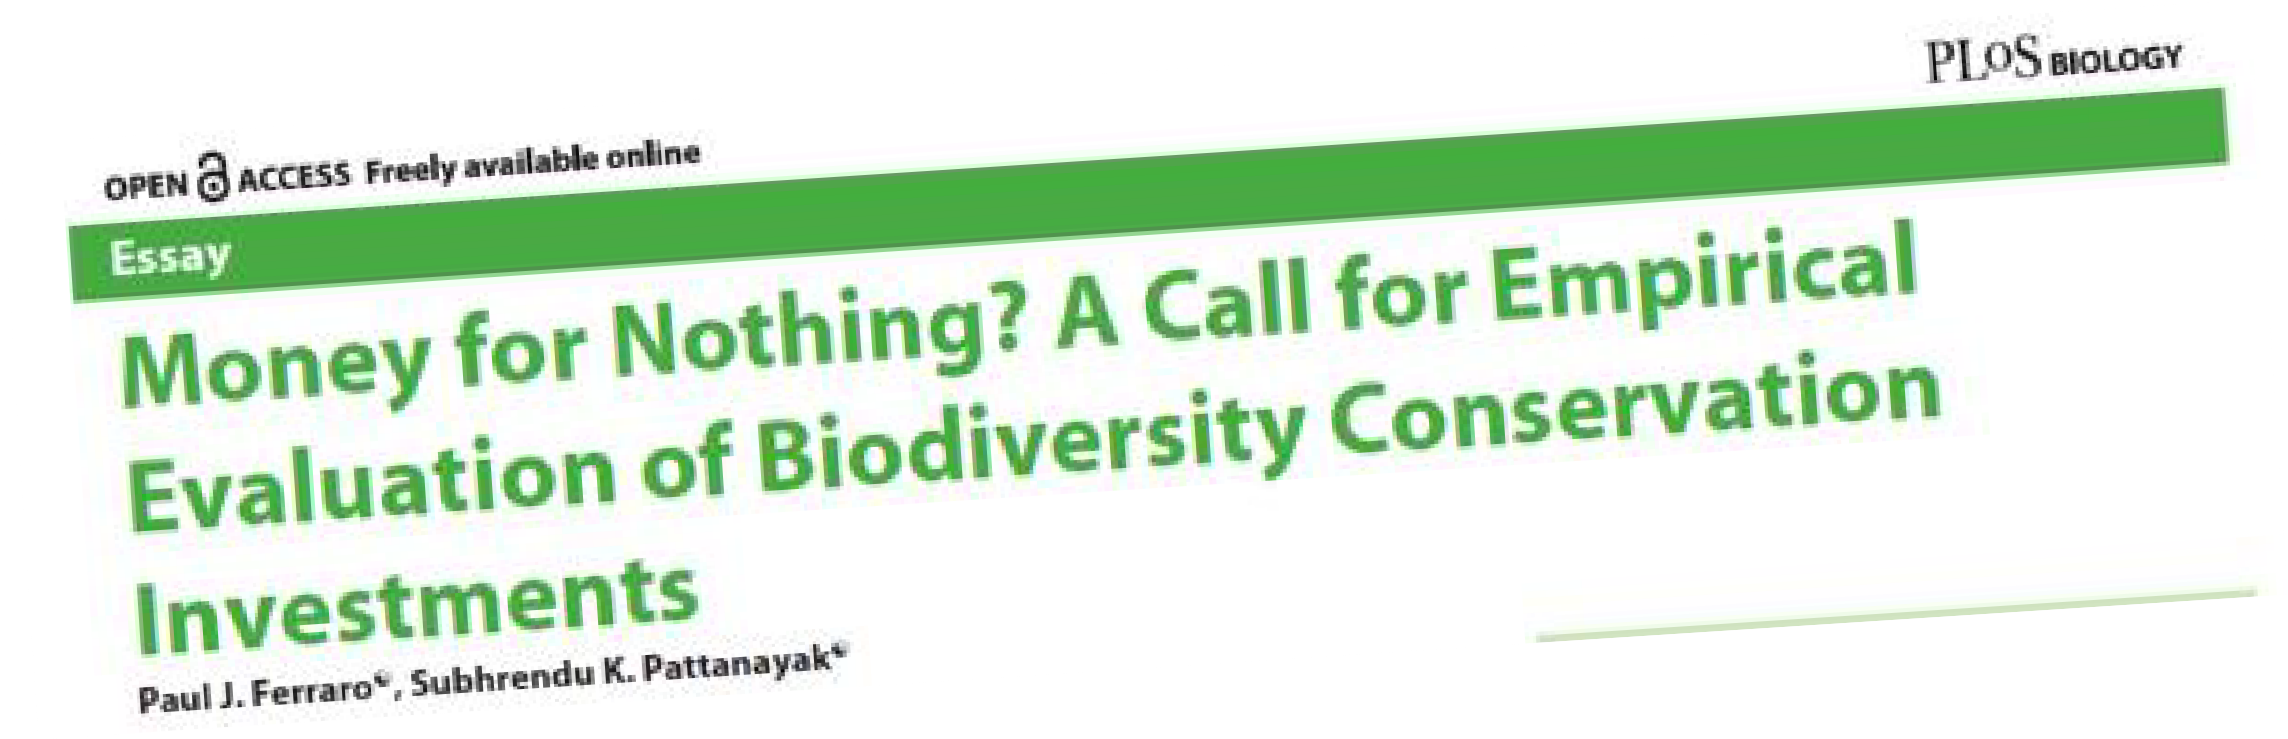 PLoS BIOLOGY
OPEN ACCESS Freely available online
Essay
Money for Nothing? A Call for Empirical
Evaluation of Biodiversity Conservation
Investments
Paul J. Ferraro*, Subhrendu K. Pattanayak*